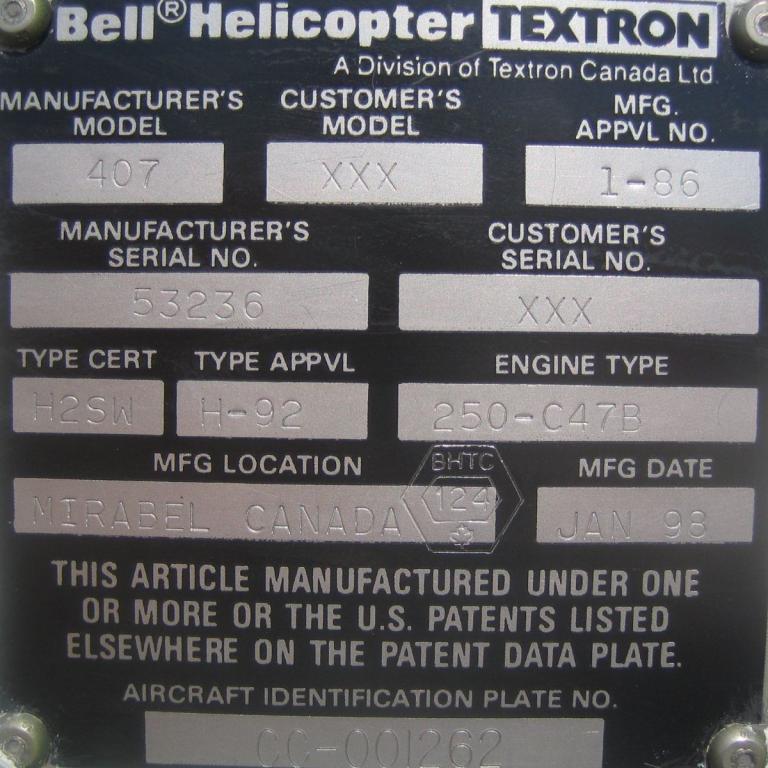 Bell® Helicopter TEXTRON
A Division of Textron Canada Ltd.
MANUFACTURER'S MODEL
CUSTOMER'S MODEL
MFG. APPVL NO.
407
XXX
1-86
MANUFACTURER'S SERIAL NO.
CUSTOMER'S SERIAL NO.
53236
XXX
TYPE CERT
TYPE APPVL
ENGINE TYPE
H2SW
H-92
250-C47B
MFG LOCATION
BHTC
124
MFG DATE
MIRABEL CANADA
JAN 98
THIS ARTICLE MANUFACTURED UNDER ONE
OR MORE OR THE U.S. PATENTS LISTED
ELSEWHERE ON THE PATENT DATA PLATE.
AIRCRAFT IDENTIFICATION PLATE NO.
CC-001262